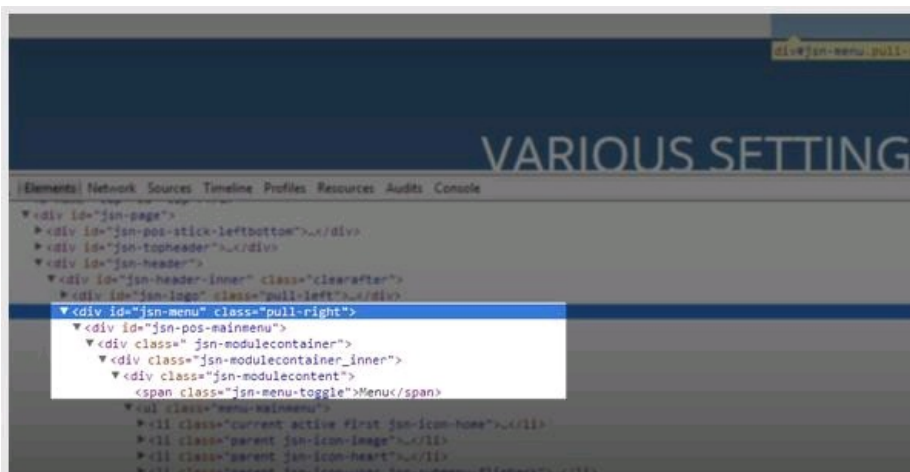 div#jsn-menu.pull-
VARIOUS SETTING
Elements Network Sources Timeline Profiles Resources Audits Console
▼<div id="jsn-page">
▶<div id="jsn-pos-stick-leftbottom">…</div>
▶<div id="jsn-topheader">…</div>
▼<div id="jsn-header">
▼<div id="jsn-header-inner" class="clearafter">
▶<div id="jsn-logo" class="pull-left">…</div>
▼<div id="jsn-menu" class="pull-right">
▼<div id="jsn-pos-mainmenu">
▼<div class=" jsn-modulecontainer">
▼<div class="jsn-modulecontainer_inner">
▼<div class="jsn-modulecontent">
<span class="jsn-menu-toggle">Menu</span>
▼<ul class="menu-mainmenu">
▶<li class="current active first jsn-icon-home">…</li>
▶<li class="parent jsn-icon-image">…</li>
▶<li class="parent jsn-icon-heart">…</li>